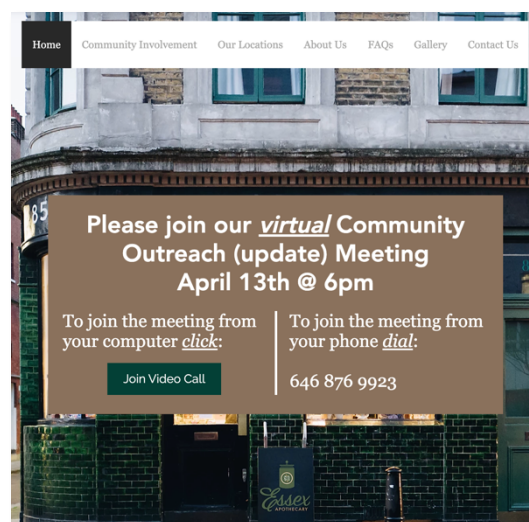 Home Community Involvement Our Locations About Us FAQs Gallery Contact Us
85
Please join our virtual Community
Outreach (update) Meeting
April 13th @ 6pm
To join the meeting from
your computer click:
Join Video Call
To join the meeting from
your phone dial:
646 876 9923
Essex
APOTHECARY